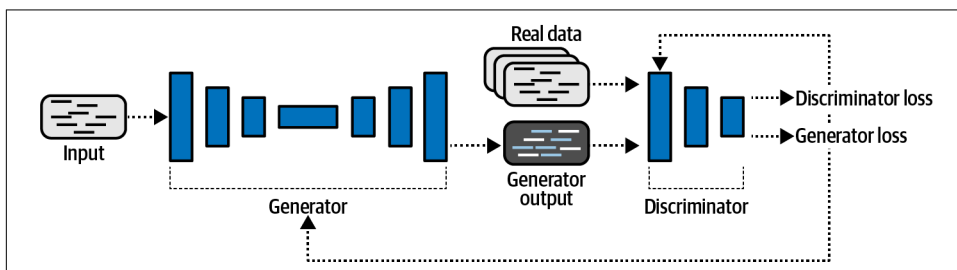 Real data
Input
Generator
Generator
output
Discriminator
Discriminator loss
Generator loss